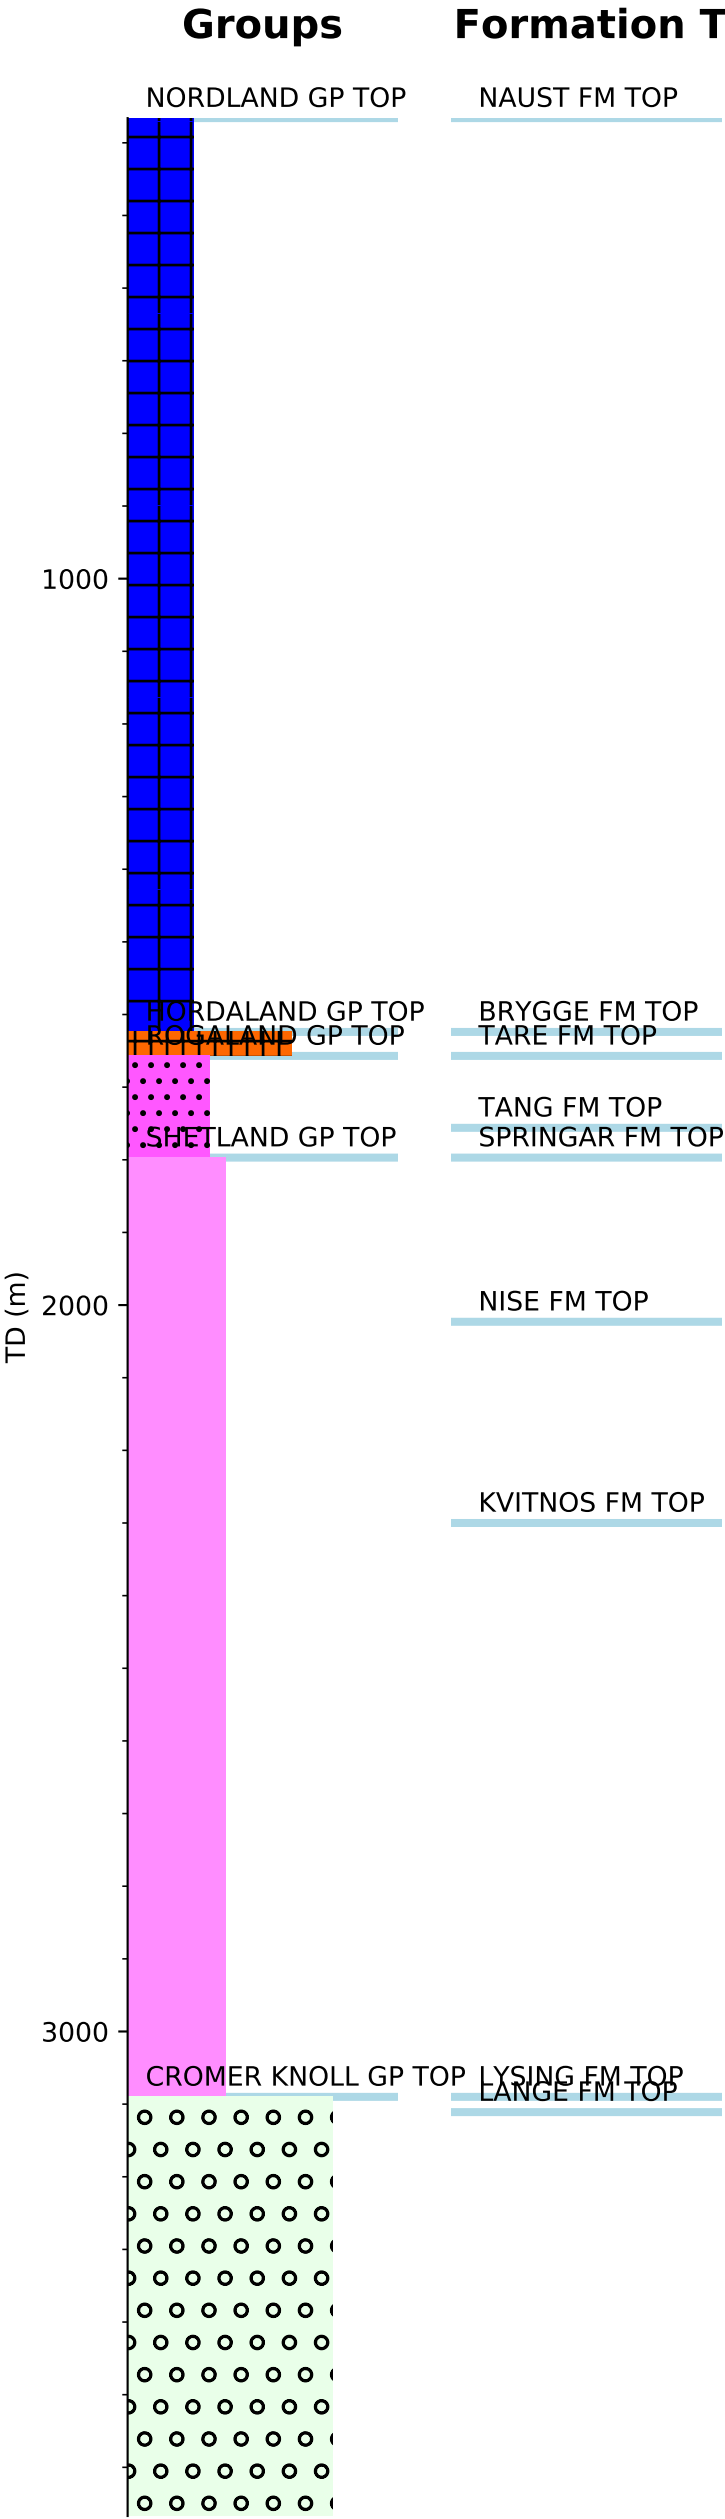 Groups
Formation T
NORDLAND GP TOP
NAUST FM TOP
1000
HORDALAND GP TOP
BRYGGE FM TOP
ROGALAND GP TOP
TARE FM TOP
TANG FM TOP
SHETLAND GP TOP
SPRINGAR FM TOP
NISE FM TOP
2000
TD (m)
KVITNOS FM TOP
3000
CROMER KNOLL GP TOP
LYSING FM TOP
LANGE FM TOP